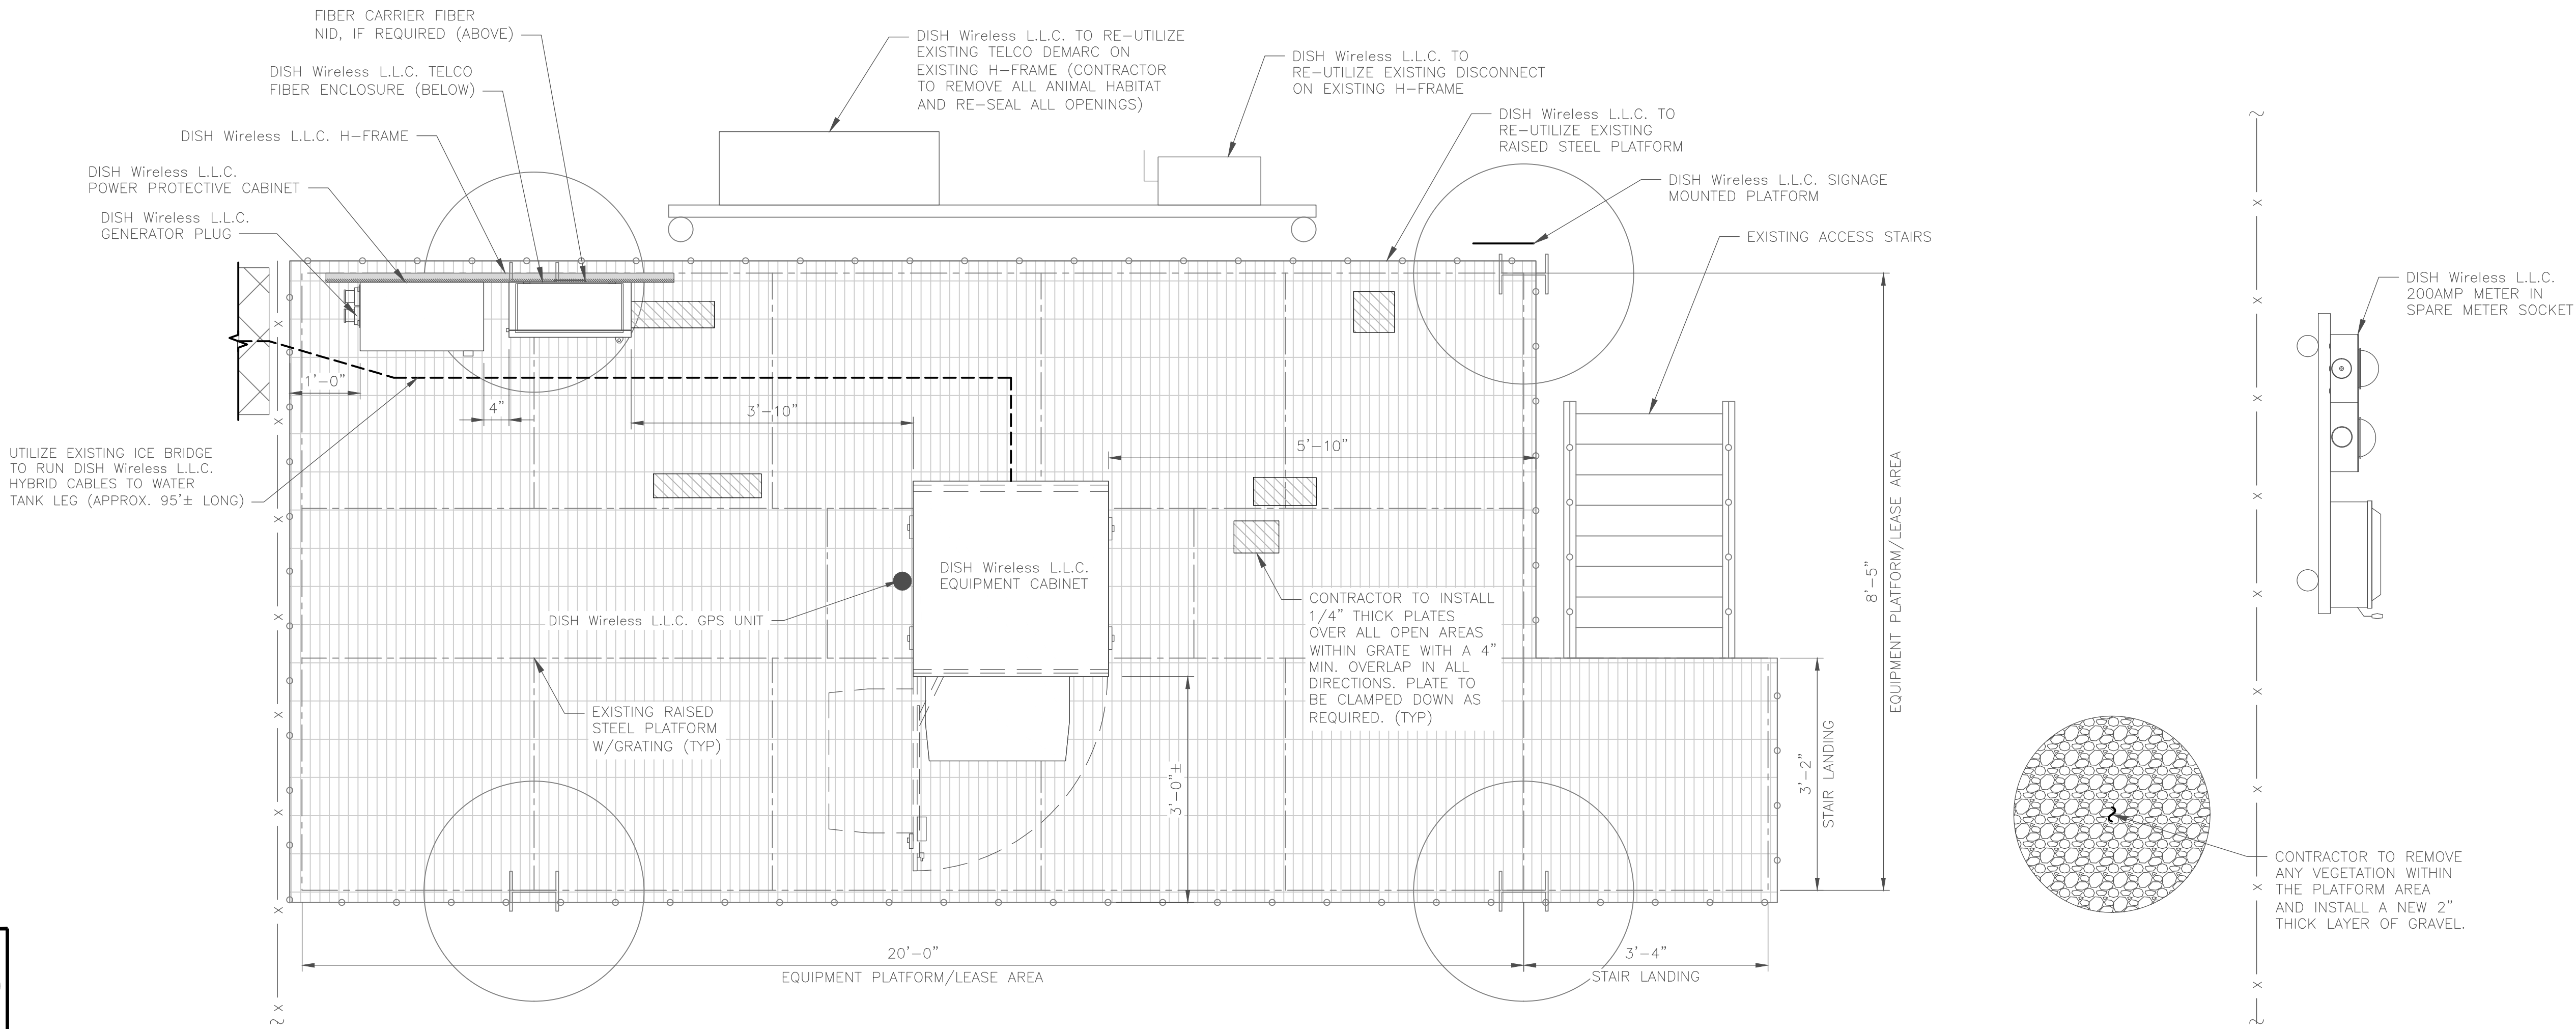 FIBER CARRIER FIBER
NID, IF REQUIRED (ABOVE)
DISH Wireless L.L.C. TELCO
FIBER ENCLOSURE (BELOW)
DISH Wireless L.L.C. H-FRAME
DISH Wireless L.L.C.
POWER PROTECTIVE CABINET
DISH Wireless L.L.C.
GENERATOR PLUG
DISH Wireless L.L.C. TO RE-UTILIZE
EXISTING TELCO DEMARC ON
EXISTING H-FRAME (CONTRACTOR
TO REMOVE ALL ANIMAL HABITAT
AND RE-SEAL ALL OPENINGS)
DISH Wireless L.L.C. TO
RE-UTILIZE EXISTING DISCONNECT
ON EXISTING H-FRAME
DISH Wireless L.L.C. TO
RE-UTILIZE EXISTING
RAISED STEEL PLATFORM
DISH Wireless L.L.C. SIGNAGE
MOUNTED PLATFORM
EXISTING ACCESS STAIRS
DISH Wireless L.L.C.
200AMP METER IN
SPARE METER SOCKET
1'-0"
4"
3'-10"
5'-10"
UTILIZE EXISTING ICE BRIDGE
TO RUN DISH Wireless L.L.C.
HYBRID CABLES TO WATER
TANK LEG (APPROX. 95'± LONG)
DISH Wireless L.L.C.
EQUIPMENT CABINET
DISH Wireless L.L.C. GPS UNIT
CONTRACTOR TO INSTALL
1/4" THICK PLATES
OVER ALL OPEN AREAS
WITHIN GRATE WITH A 4"
MIN. OVERLAP IN ALL
DIRECTIONS. PLATE TO
BE CLAMPED DOWN AS
REQUIRED. (TYP)
EXISTING RAISED
STEEL PLATFORM
W/GRATING (TYP)
3'-0"±
8'-5"
EQUIPMENT PLATFORM/LEASE AREA
3'-2"
STAIR LANDING
CONTRACTOR TO REMOVE
ANY VEGETATION WITHIN
THE PLATFORM AREA
AND INSTALL A NEW 2"
THICK LAYER OF GRAVEL.
20'-0"
EQUIPMENT PLATFORM/LEASE AREA
3'-4"
STAIR LANDING